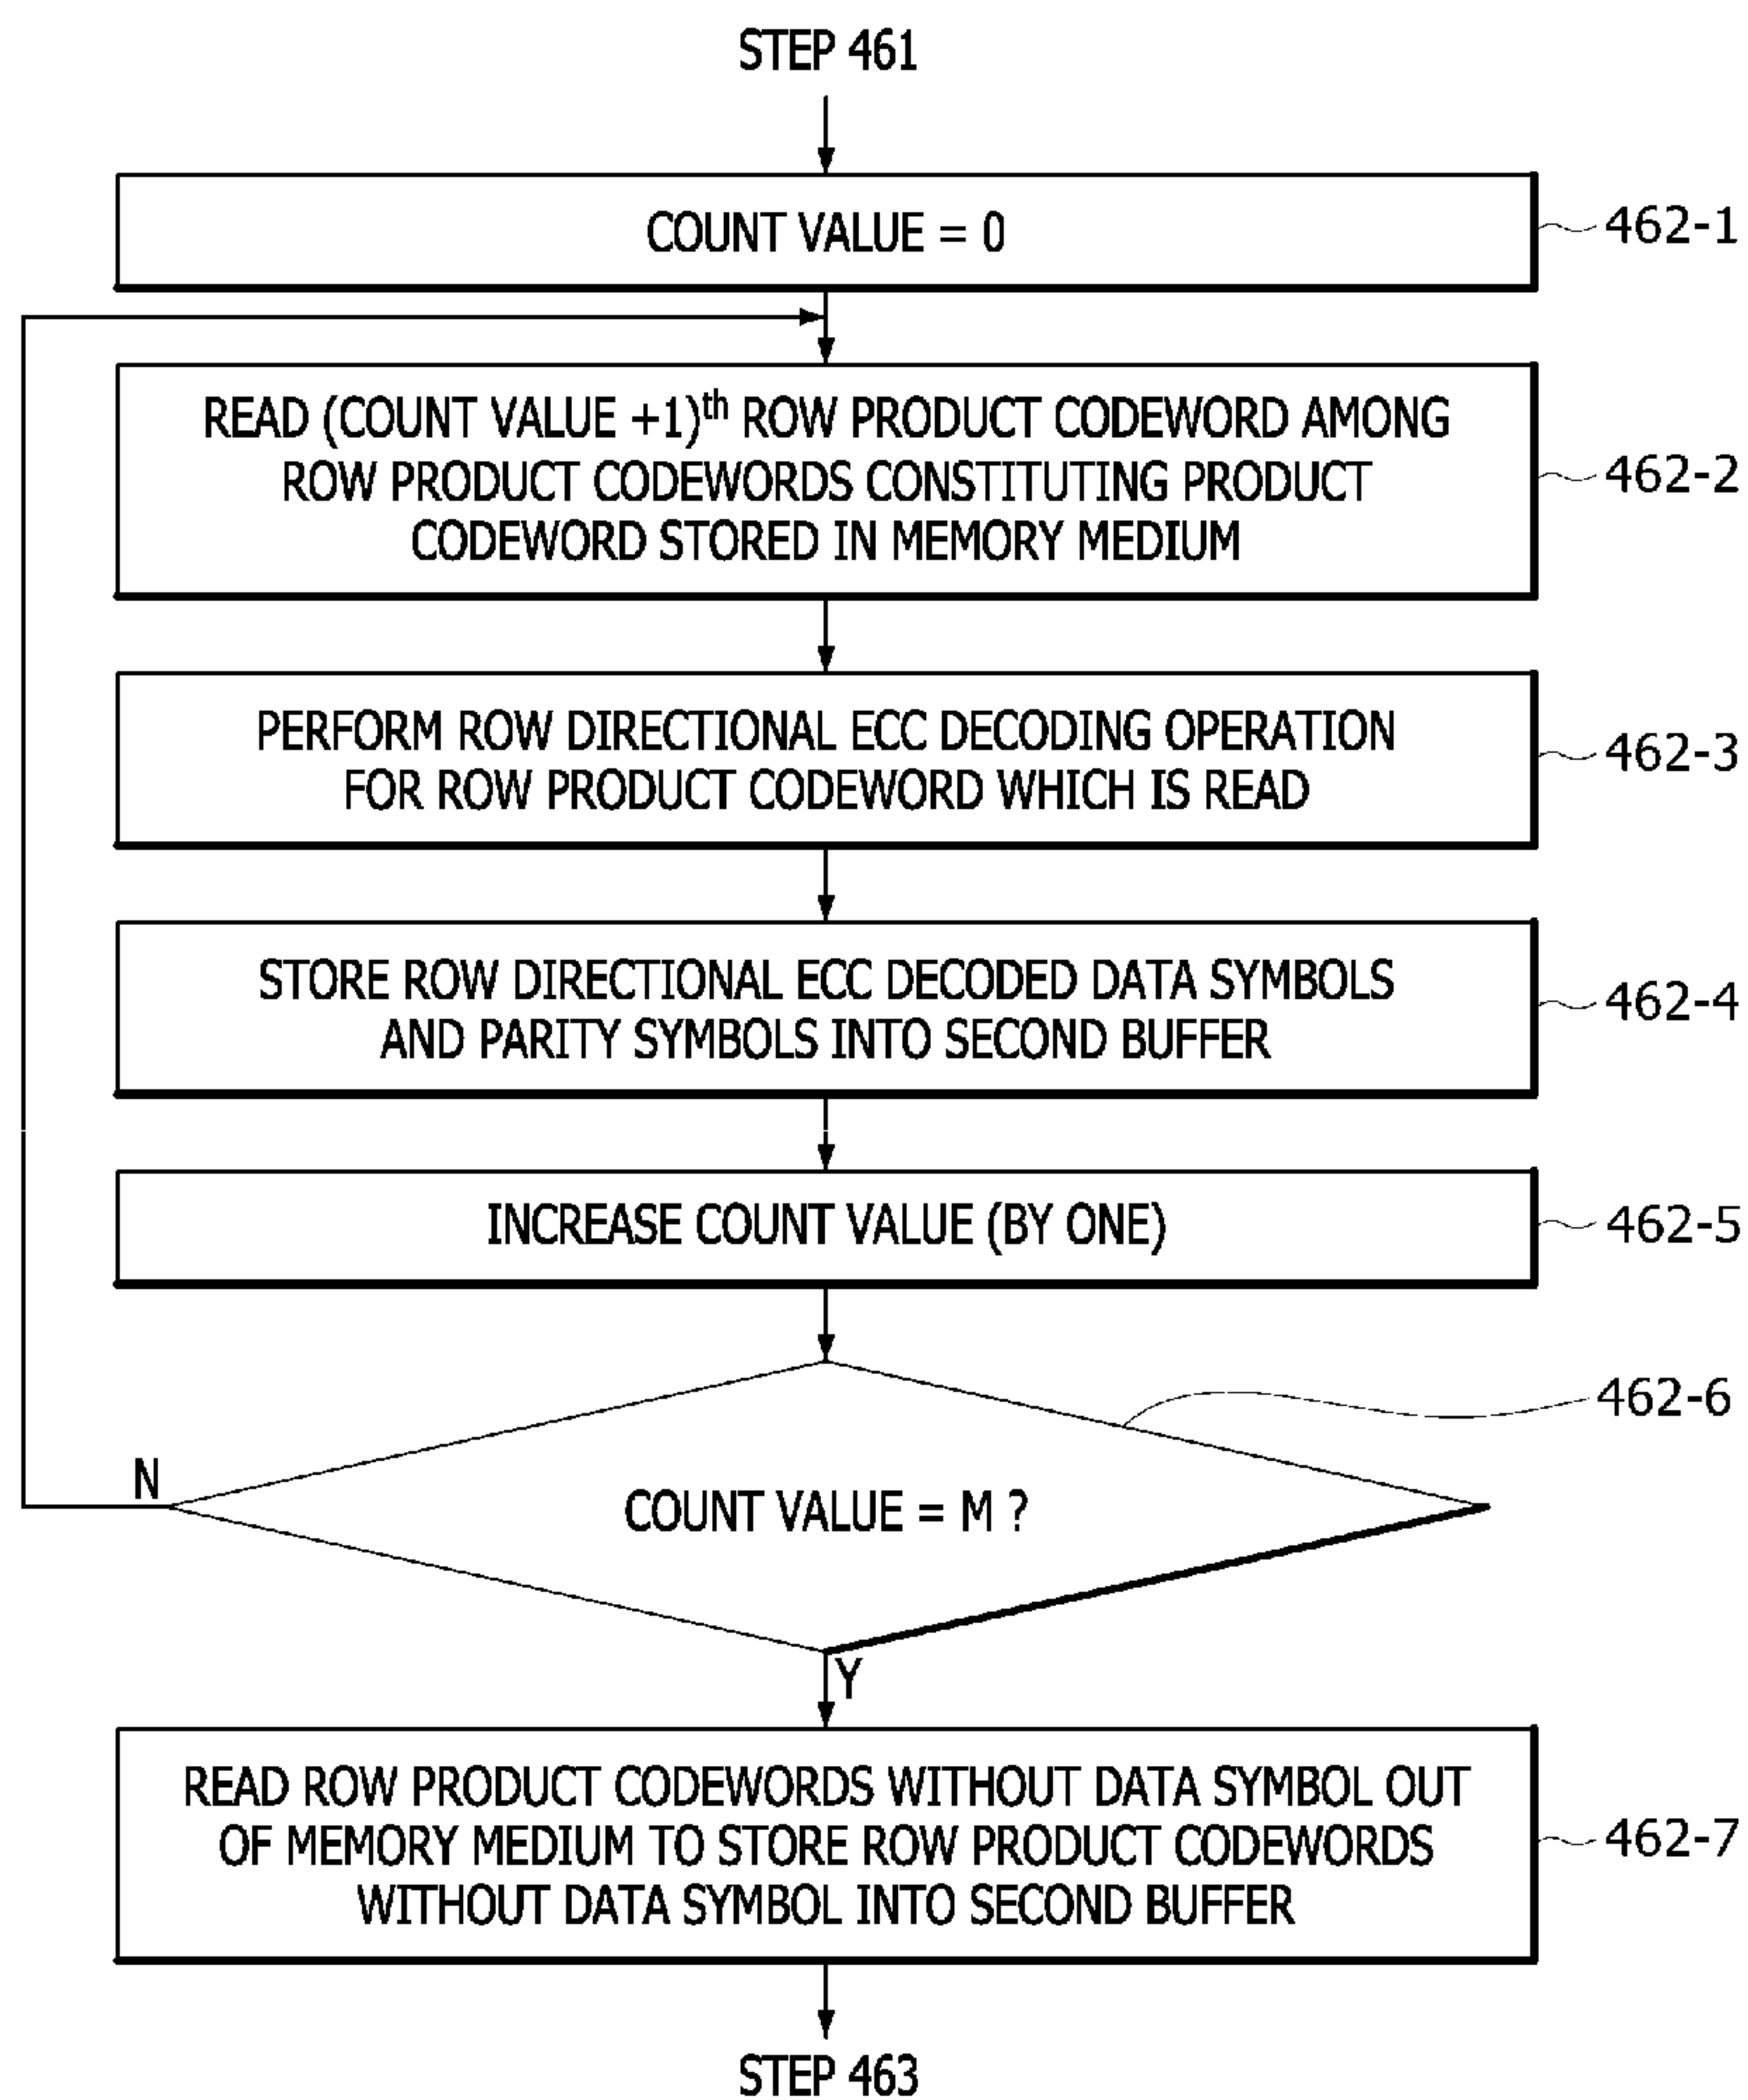 STEP 461
COUNT VALUE = 0
462-1
READ (COUNT VALUE +1)th ROW PRODUCT CODEWORD AMONG
ROW PRODUCT CODEWORDS CONSTITUTING PRODUCT
CODEWORD STORED IN MEMORY MEDIUM
462-2
PERFORM ROW DIRECTIONAL ECC DECODING OPERATION
FOR ROW PRODUCT CODEWORD WHICH IS READ
462-3
STORE ROW DIRECTIONAL ECC DECODED DATA SYMBOLS
AND PARITY SYMBOLS INTO SECOND BUFFER
462-4
INCREASE COUNT VALUE (BY ONE)
462-5
462-6
N
COUNT VALUE = M ?
Y
READ ROW PRODUCT CODEWORDS WITHOUT DATA SYMBOL OUT
OF MEMORY MEDIUM TO STORE ROW PRODUCT CODEWORDS
WITHOUT DATA SYMBOL INTO SECOND BUFFER
462-7
STEP 463